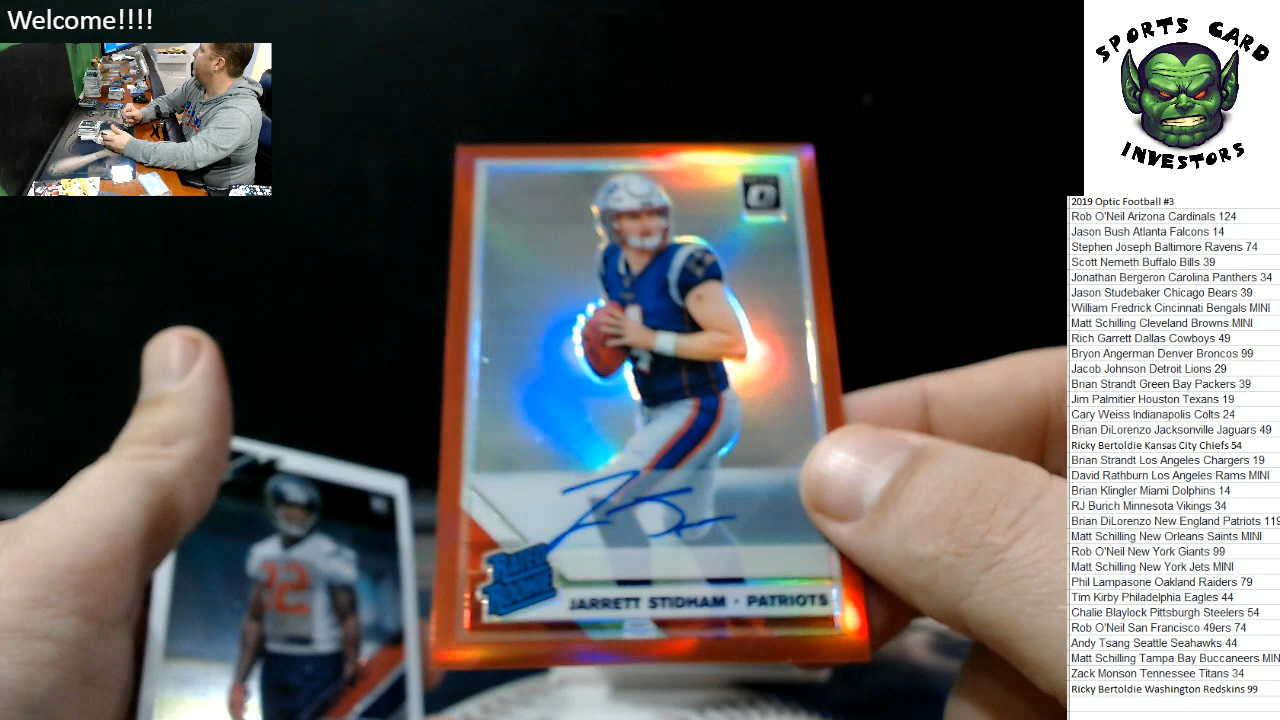 Welcome!!!!
SPORTS CARD
INVESTORS
2019 Optic Football #3
Rob O'Neil Arizona Cardinals 124
Jason Bush Atlanta Falcons 14
Stephen Joseph Baltimore Ravens 74
Scott Nemeth Buffalo Bills 39
Jonathan Bergeron Carolina Panthers 34
Jason Studebaker Chicago Bears 39
William Fredrick Cincinnati Bengals MINI
Matt Schilling Cleveland Browns MINI
Rich Garrett Dallas Cowboys 49
Bryon Angerman Denver Broncos 99
Jacob Johnson Detroit Lions 29
Brian Strandt Green Bay Packers 39
Jim Palmitier Houston Texans 19
Cary Weiss Indianapolis Colts 24
Brian DiLorenzo Jacksonville Jaguars 49
Ricky Bertoldie Kansas City Chiefs 54
Brian Strandt Los Angeles Chargers 19
David Rathburn Los Angeles Rams MINI
Brian Klingler Miami Dolphins 14
RJ Burich Minnesota Vikings 34
Brian DiLorenzo New England Patriots
Matt Schilling New Orleans Saints MINI
Rob O'Neil New York Giants 99
Matt Schilling New York Jets MINI
Phil Lampasone Oakland Raiders 79
Tim Kirby Philadelphia Eagles 44
Chalie Blaylock Pittsburgh Steelers 54
Rob O'Neil San Francisco 49ers 74
Andy Tsang Seattle Seahawks 44
Matt Schilling Tampa Bay Buccaneers MIN
Zack Monson Tennessee Titans 34
Ricky Bertoldie Washington Redskins 99
RATED
ROOKIE
JARRETT STIDHAM · PATRIOTS